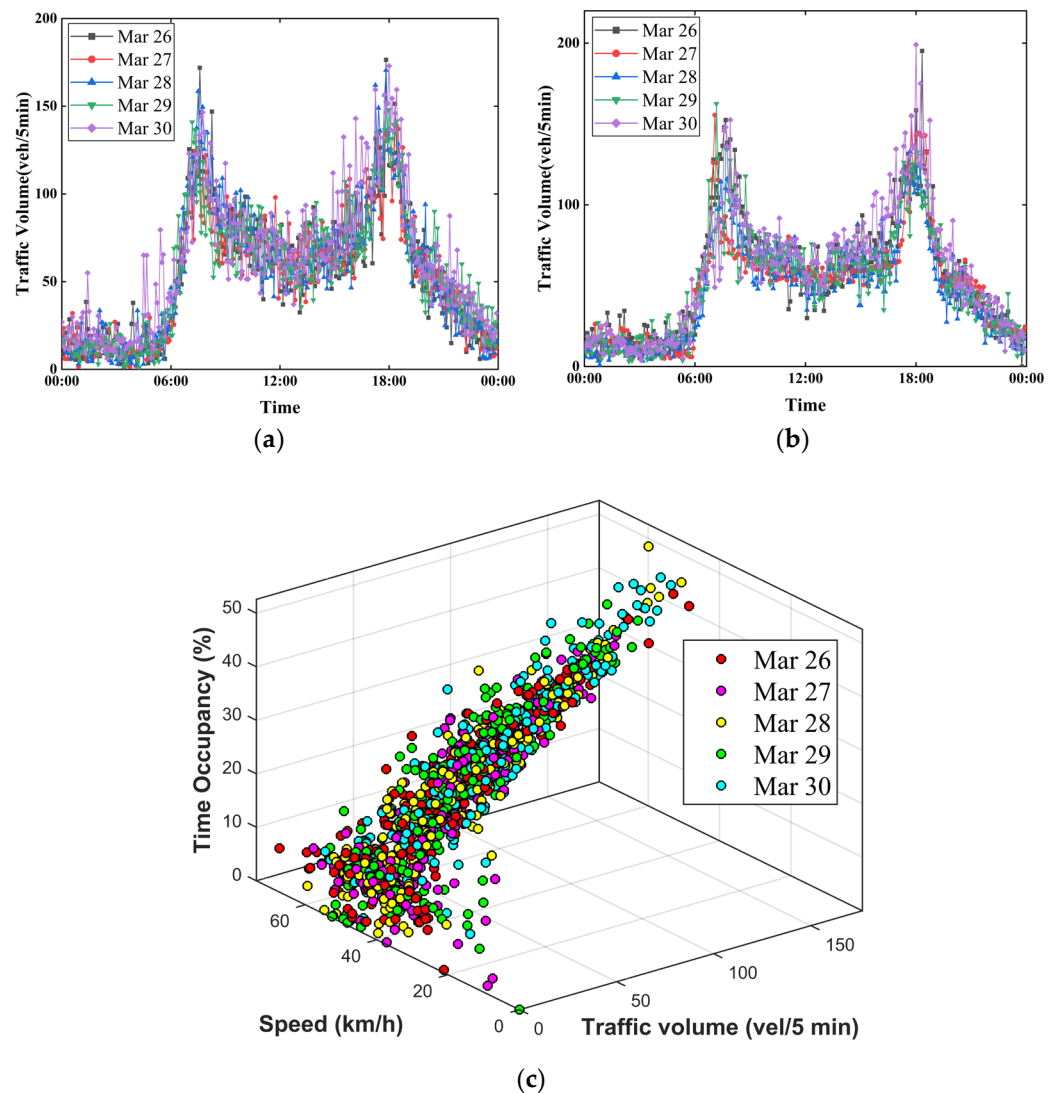 200
150
100
50
0
Traffic Volume(veh/5min)
Mar 26
Mar 27
Mar 28
Mar 29
Mar 30
00:00 06:00 12:00 18:00 00:00
Time
(a)
200
100
0
Traffic Volume(veh/5min)
Mar 26
Mar 27
Mar 28
Mar 29
Mar 30
00:00 06:00 12:00 18:00 00:00
Time
(b)
50
40
30
20
10
0
Time Occupancy (%)
60
40
20
0
Speed (km/h)
0
50
100
150
Traffic volume (vel/5 min)
Mar 26
Mar 27
Mar 28
Mar 29
Mar 30
(c)